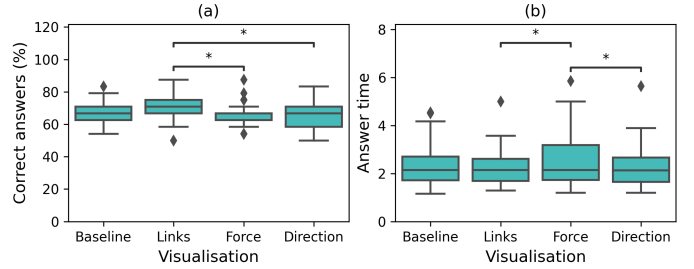 (a)
Correct answers (%)
120
100
80
60
40
20
0
*
*
Baseline Links Force Direction
Visualisation
(b)
Answer time
8
6
4
2
0
*
*
Baseline Links Force Direction
Visualisation